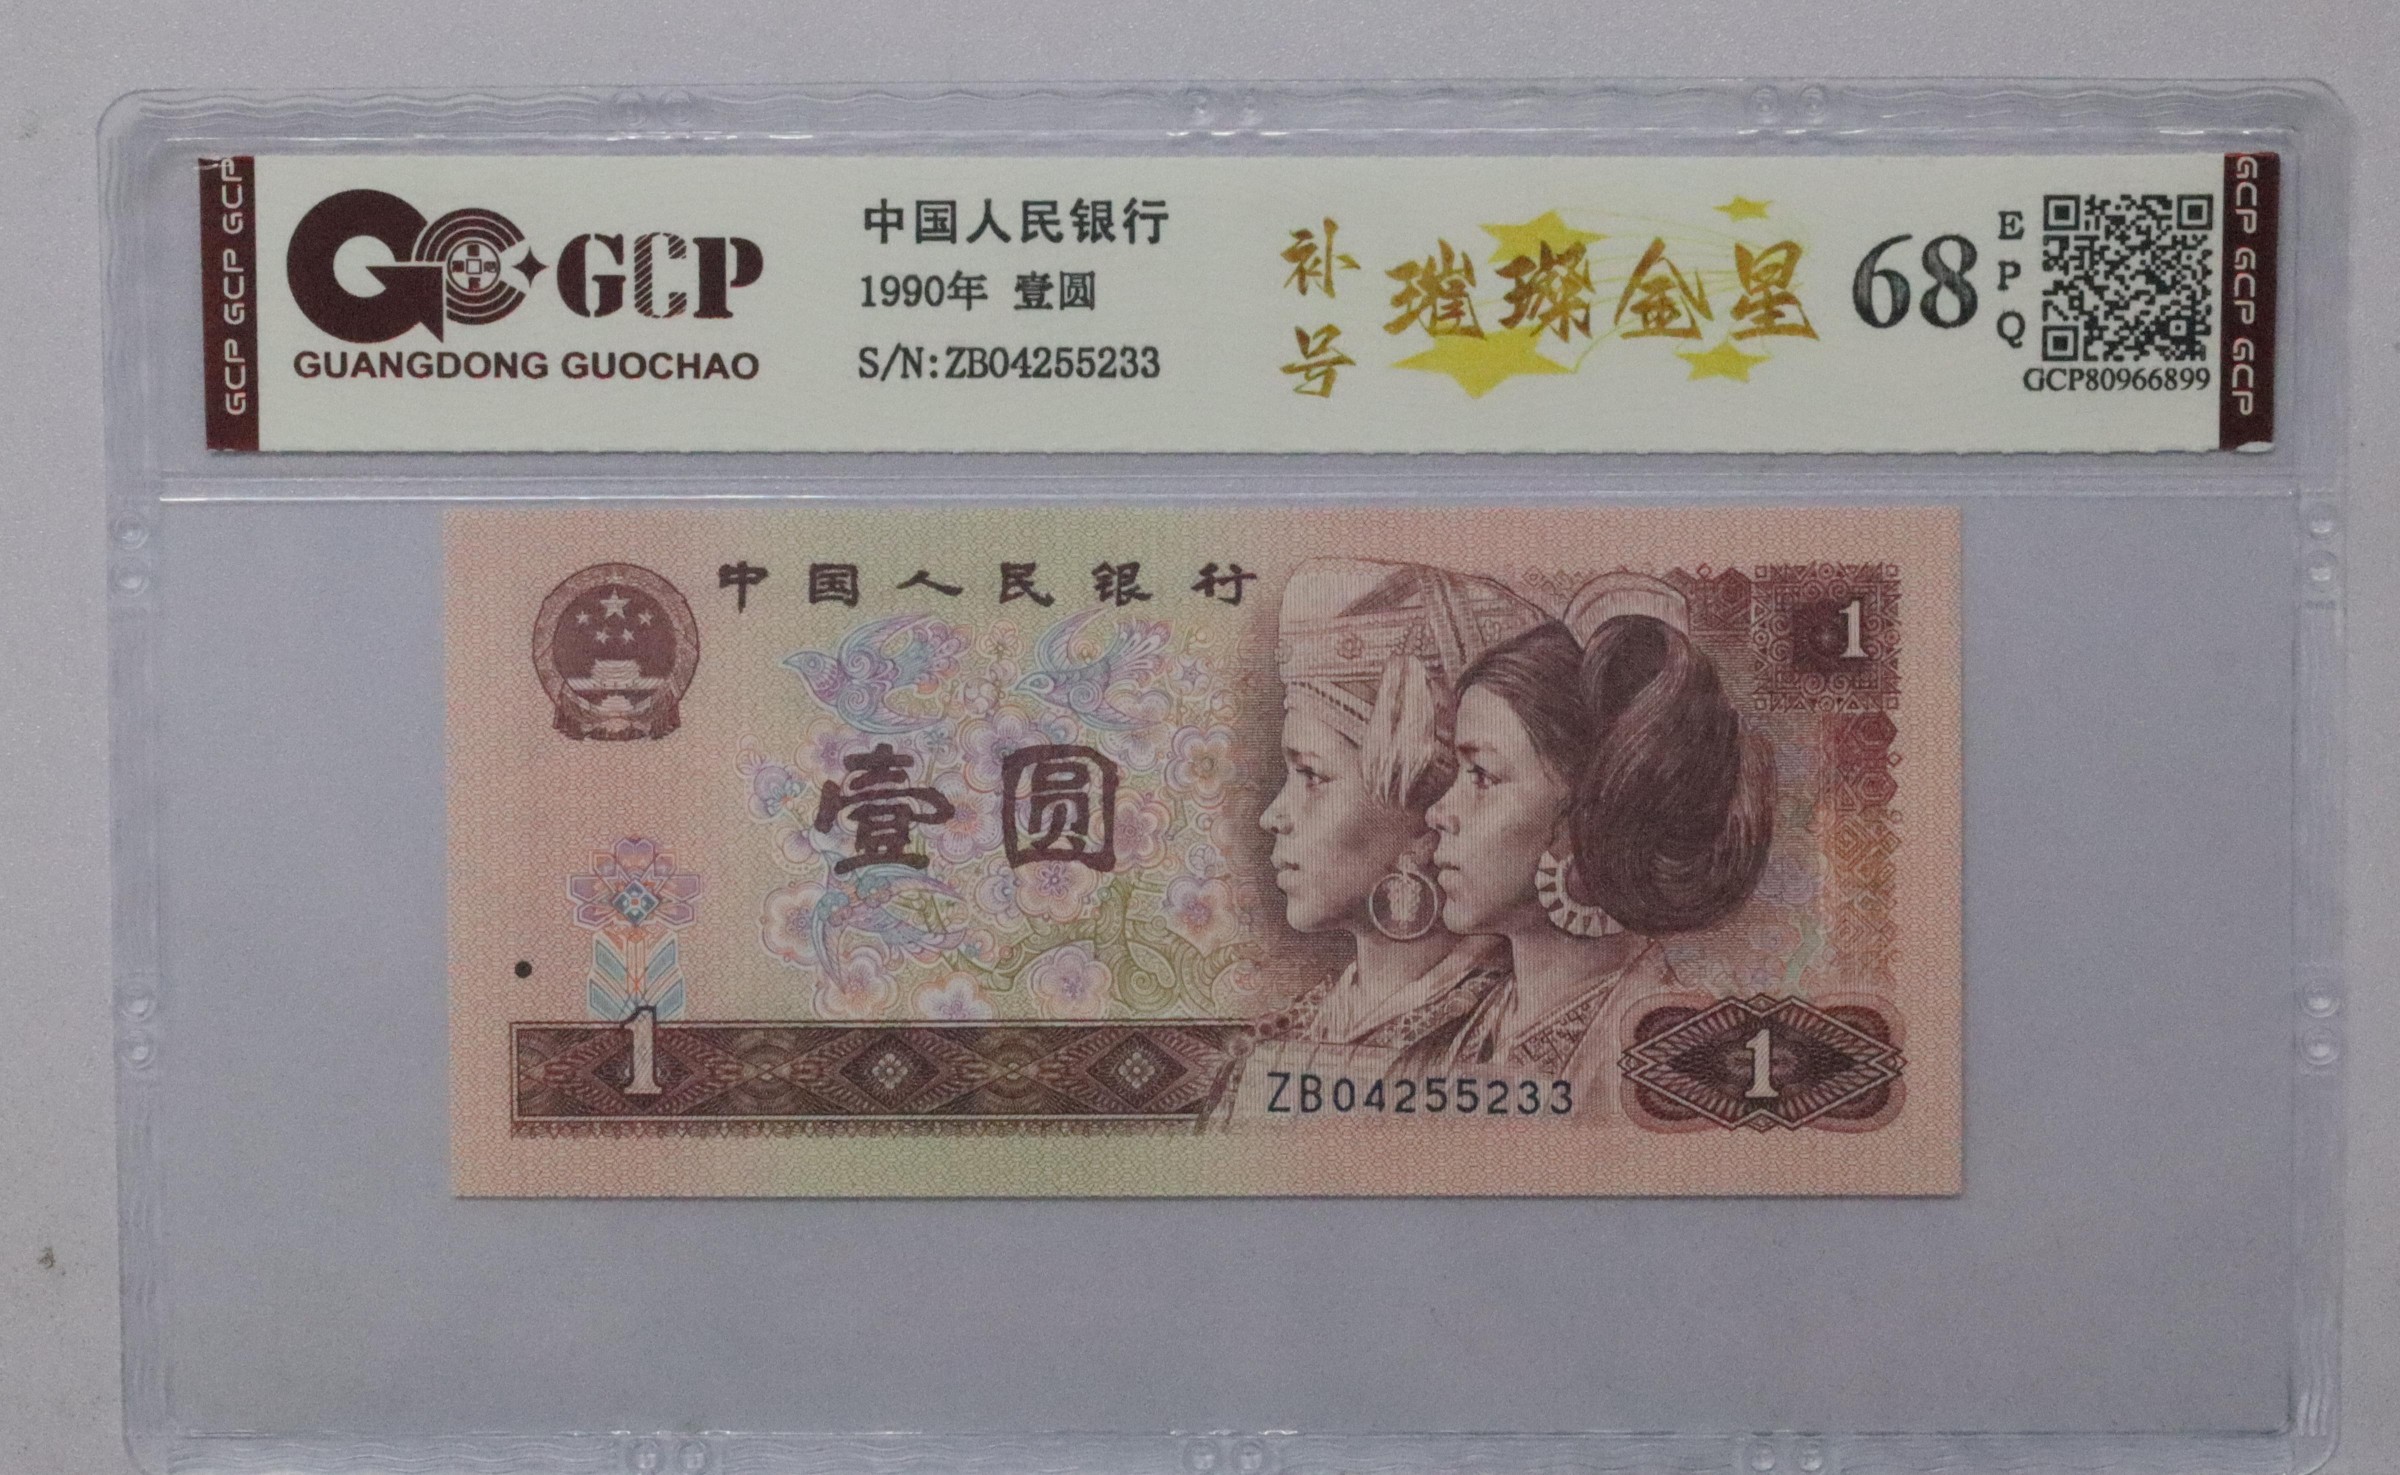 GCP GCP GCP
GCP
GUANGDONG GUOCHAO
中国人民银行
1990年 壹圆
S/N:ZB04255233
补号
璀璨金星
68
EPQ
GCP80966899
GCP GCP GCP
中国人民银行
1
壹圆
1
ZB04255233
1